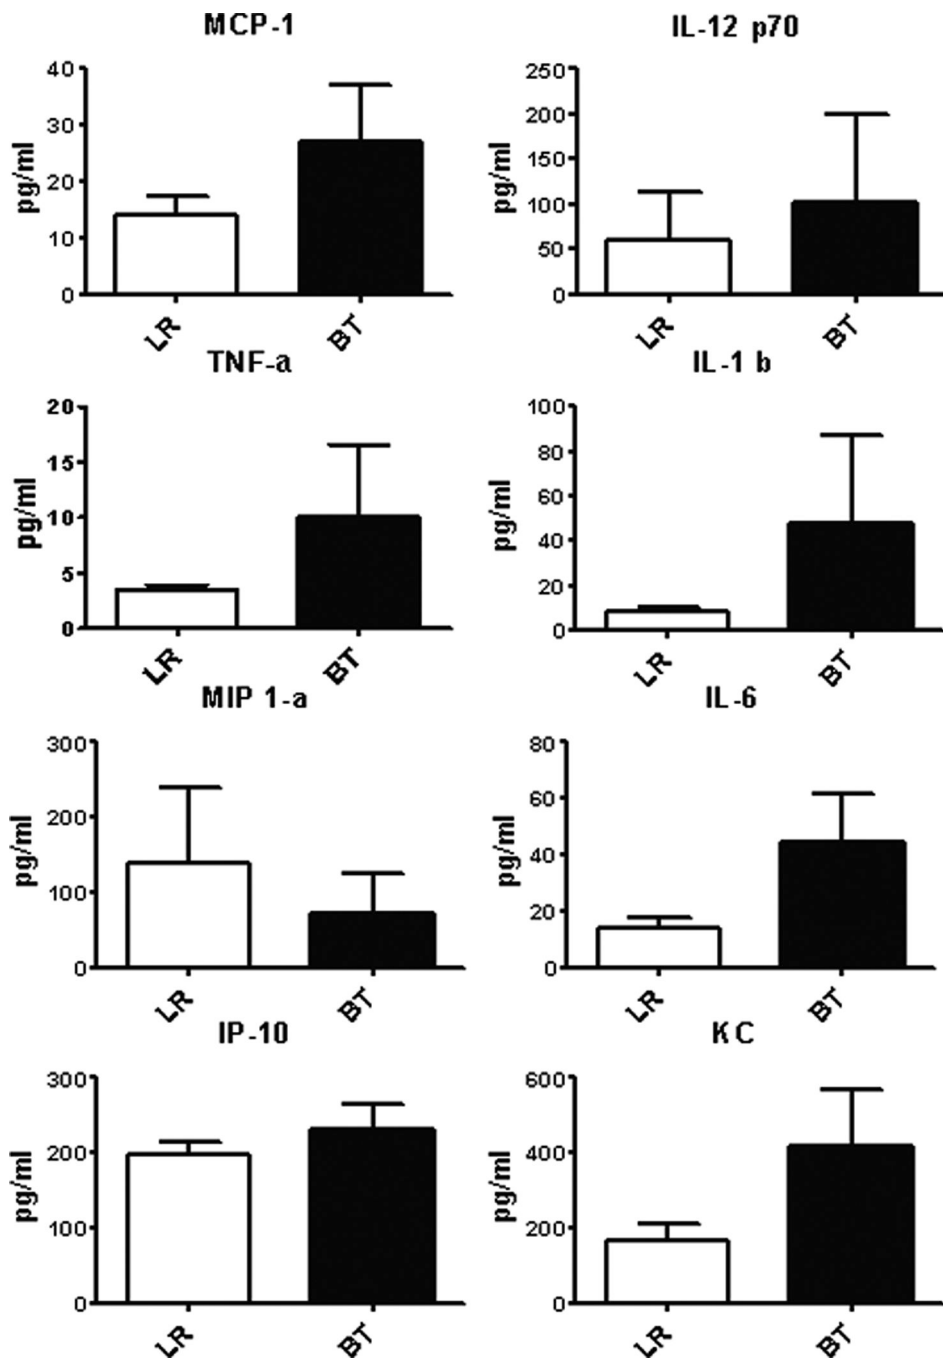 MCP-1
40
30
20
10
0
pg/ml
LR
BT
IL-12 p70
250
200
150
100
50
0
pg/ml
LR
BT
TNF-a
20
15
10
5
0
pg/ml
LR
BT
IL-1 b
100
80
60
40
20
0
pg/ml
LR
BT
MIP 1-a
300
200
100
0
pg/ml
LR
BT
IL-6
80
60
40
20
0
pg/ml
LR
BT
IP-10
300
200
100
0
pg/ml
LR
BT
KC
600
400
200
0
pg/ml
LR
BT